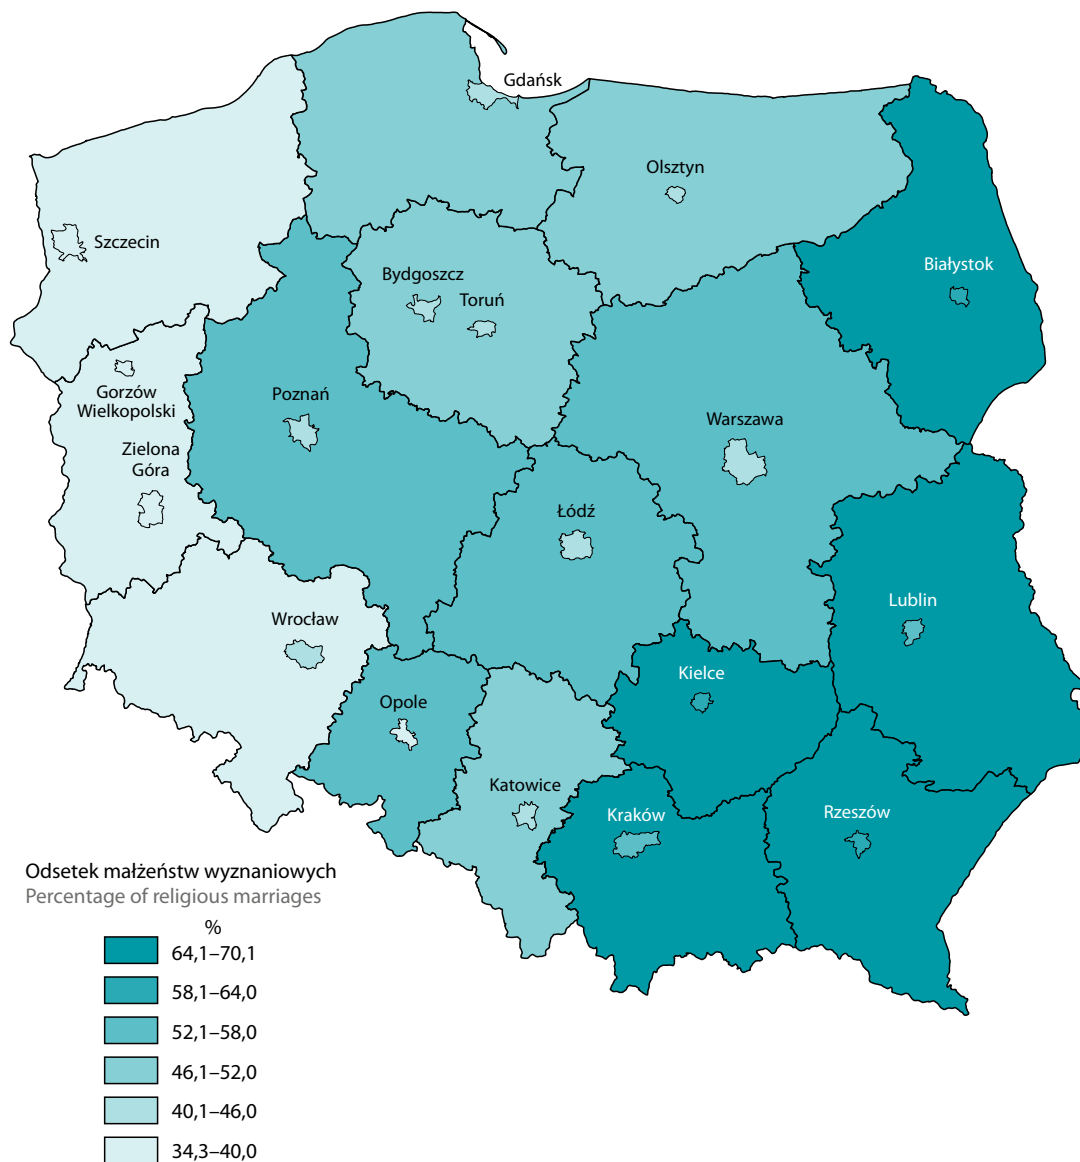 Gdańsk
Olsztyn
Szczecin
Białystok
Bydgoszcz
Toruń
Gorzów
Wielkopolski
Poznań
Warszawa
Zielona
Góra
Łódź
Wrocław
Lublin
Kielce
Opole
Katowice
Kraków
Rzeszów
Odsetek małżeństw wyznaniowych
Percentage of religious marriages
%
64,1–70,1
58,1–64,0
52,1–58,0
46,1–52,0
40,1–46,0
34,3–40,0